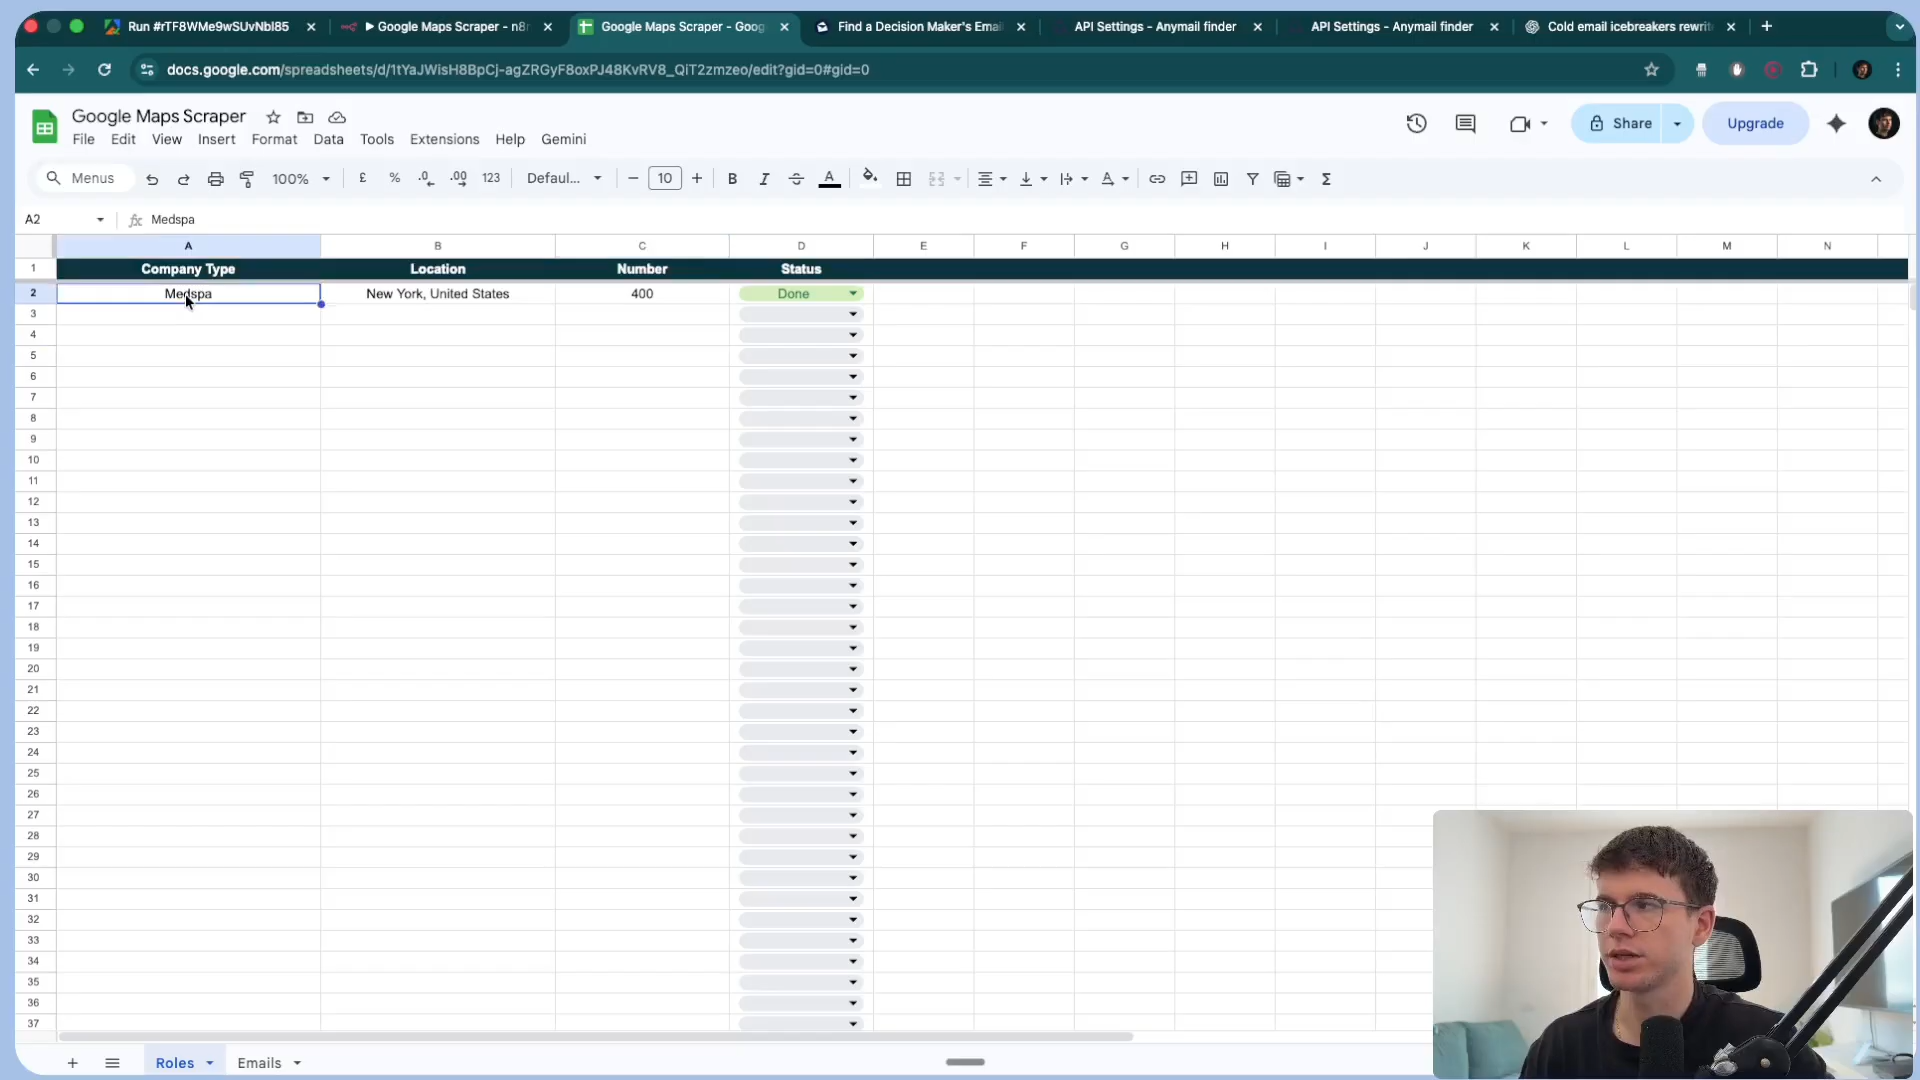 Run #rTF8WMe9wSUvNbl85
Google Maps Scraper - n8
Google Maps Scraper - Goog
Find a Decision Maker's Emai
API Settings - Anymail finder
API Settings - Anymail finder
Cold email icebreakers rewrit
docs.google.com/spreadsheets/d/1tYaJWisH8BpCj-agZRGyF8oxPJ48KvRV8_QiT2zmzeo/edit?gid=0#gid=0
Google Maps Scraper
File Edit View Insert Format Data Tools Extensions Help Gemini
Share
Upgrade
Menus 100% £ % .0 .00 123 Defaul... − 10 + B I A Σ
A2 fx Medspa
A B C D E F G H I J K L M N
1 Company Type Location Number Status
2 Medspa New York, United States 400 Done
3
4
5
6
7
8
9
10
11
12
13
14
15
16
17
18
19
20
21
22
23
24
25
26
27
28
29
30
31
32
33
34
35
36
37
Roles Emails